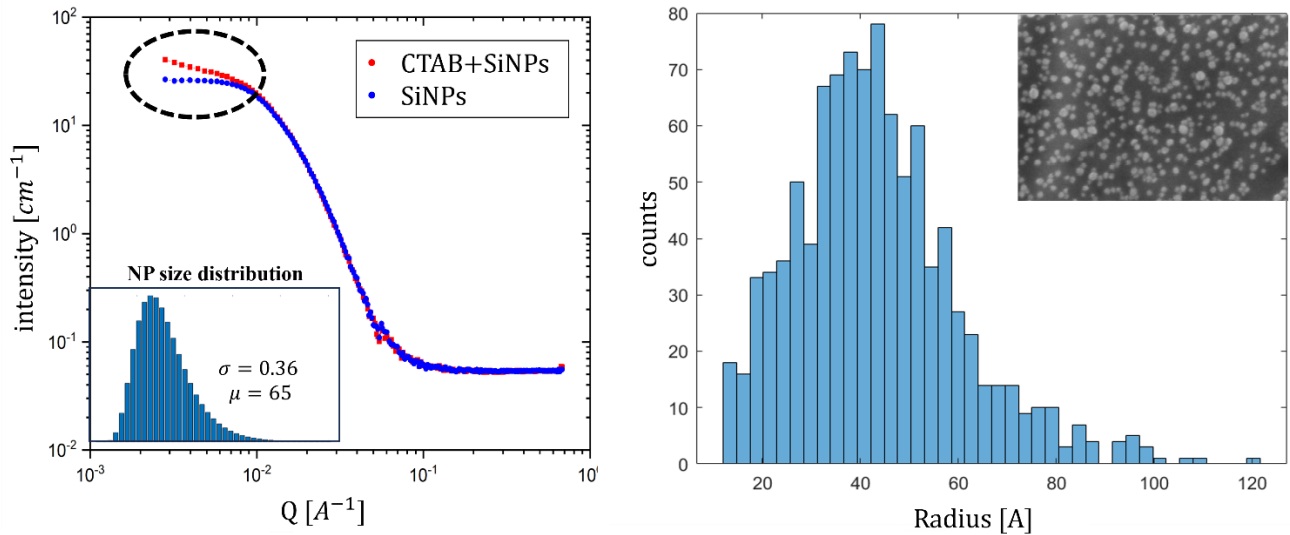 10^2
10^1
10^0
10^-1
10^-2
10^-3
10^-2
10^-1
10^0
intensity [cm^-1]
Q [A^-1]
CTAB+SiNPs
SiNPs
NP size distribution
σ = 0.36
μ = 65
80
70
60
50
40
30
20
10
0
20
40
60
80
100
120
counts
Radius [A]